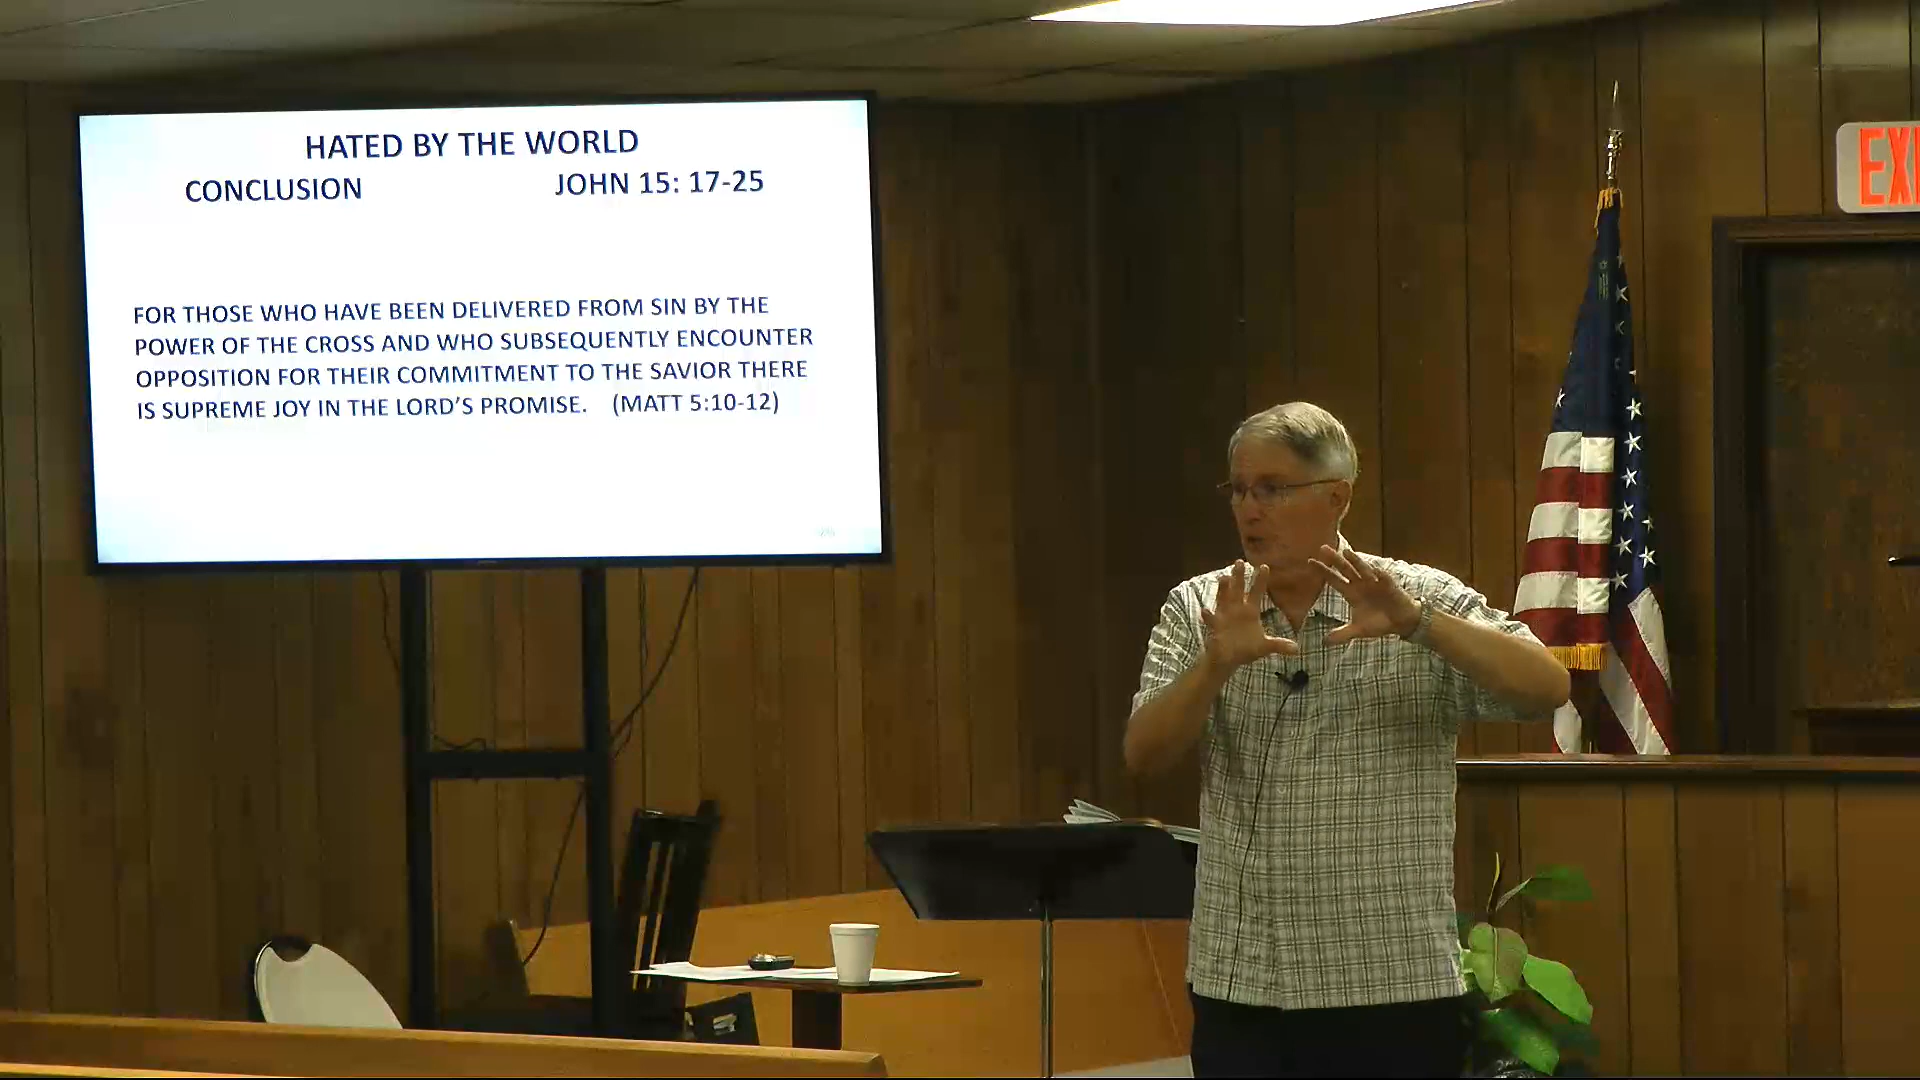 HATED BY THE WORLD
CONCLUSION JOHN 15: 17-25
FOR THOSE WHO HAVE BEEN DELIVERED FROM SIN BY THE
POWER OF THE CROSS AND WHO SUBSEQUENTLY ENCOUNTER
OPPOSITION FOR THEIR COMMITMENT TO THE SAVIOR THERE
IS SUPREME JOY IN THE LORD'S PROMISE. (MATT 5:10-12)